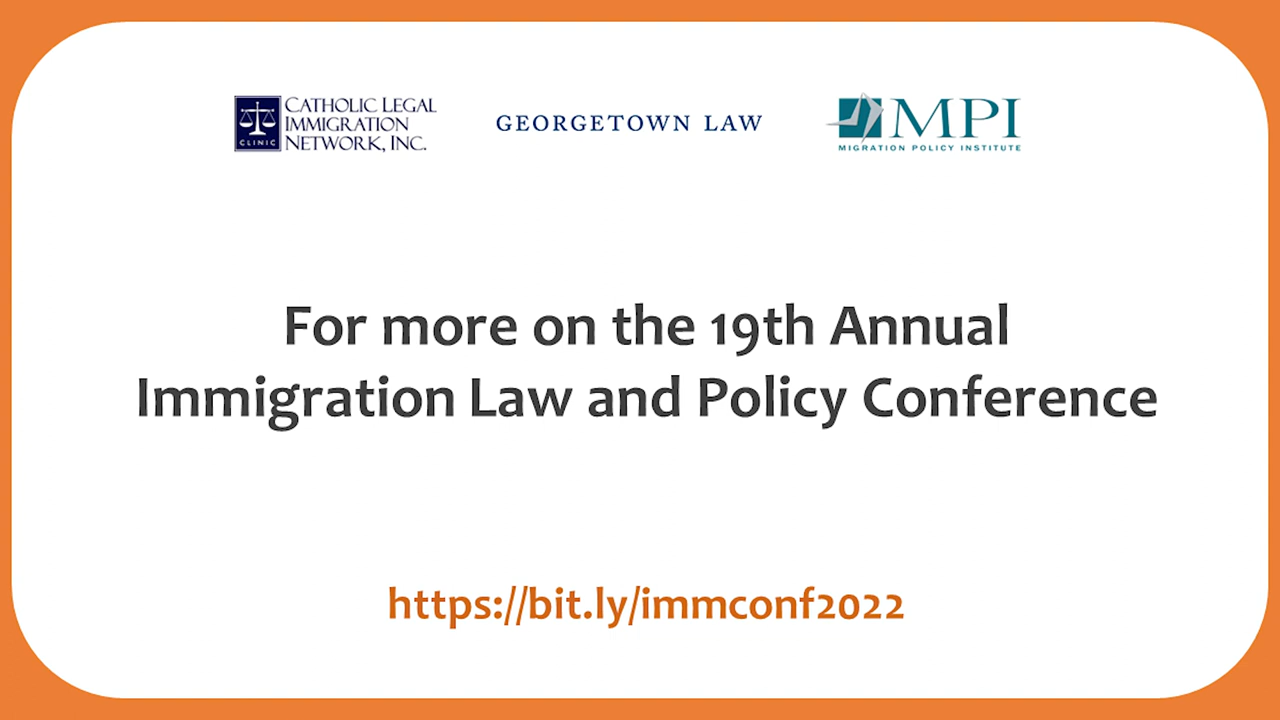 CATHOLIC LEGAL
IMMIGRATION
NETWORK, INC.
CLINIC
GEORGETOWN LAW
MPI
MIGRATION POLICY INSTITUTE
For more on the 19th Annual
Immigration Law and Policy Conference
https://bit.ly/immconf2022